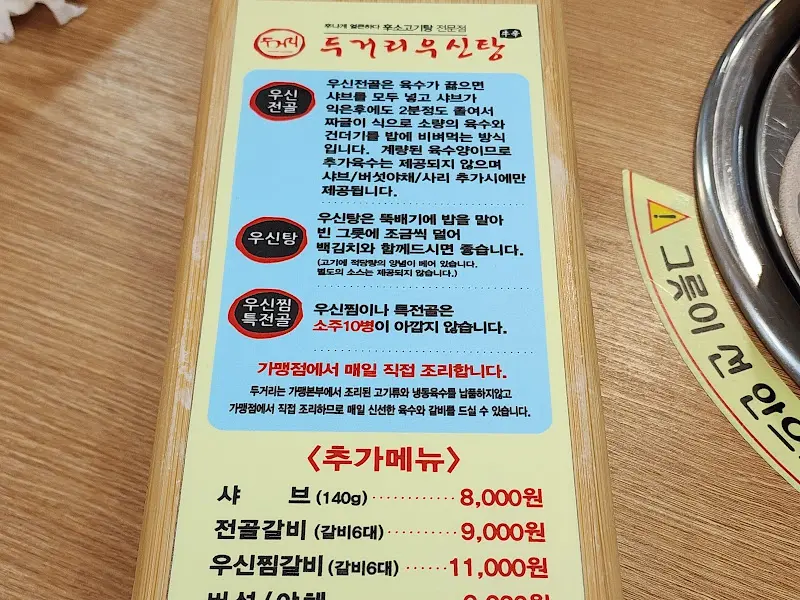 후소고기탕 전문점
두거리 두거리우신탕
우신
전골
우신전골은 육수가 끓으면
샤브를 모두 넣고 샤브가
익은후에도 2분정도 졸여서
짜글이 식으로 소량의 육수와
건더기를 밥에 비벼먹는 방식
입니다. 계량된 육수양이므로
추가육수는 제공되지 않으며
샤브/버섯야채/사리 추가시에만
제공됩니다.
우신탕
우신탕은 뚝배기에 밥을 말아
빈 그릇에 조금씩 덜어
백김치와 함께드시면 좋습니다.
(고기에 적당량의 양념이 베어 있습니다.
별도의 소스는 제공되지 않습니다.)
우신찜
특전골
우신찜이나 특전골은
소주10병이 아깝지 않습니다.
가맹점에서 매일 직접 조리합니다.
두거리는 가맹본부에서 조리된 고기류와 냉동육수를 납품하지않고
가맹점에서 직접 조리하므로 매일 신선한 육수와 갈비를 드실 수 있습니다.
<추가메뉴>
샤 브 (140g) 8,000원
전골갈비 (갈비6대) 9,000원
우신찜갈비 (갈비6대) 11,000원
그릇이